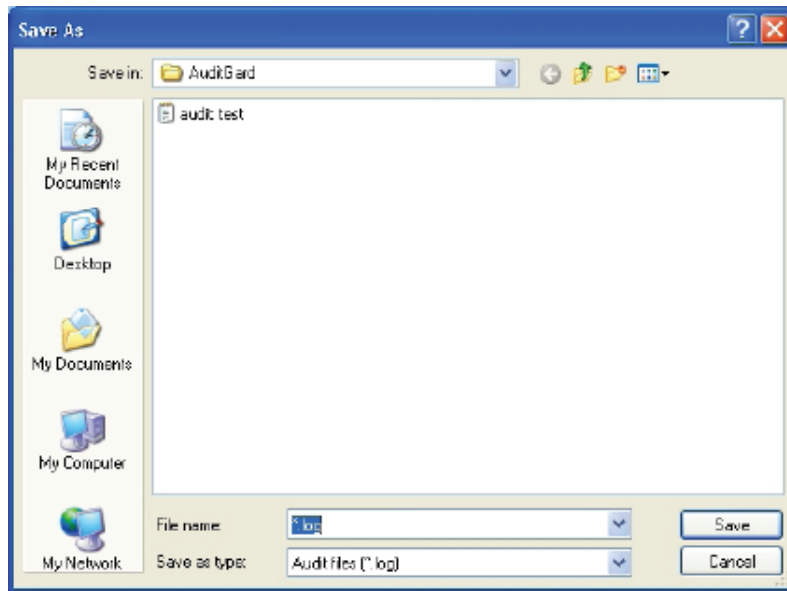 Save As
Save in: AuditGard
audit test
My Recent
Documents
Desktop
My Documents
My Computer
My Network
File name: *.log
Save as type: Audit files (*.log)
Save
Cancel